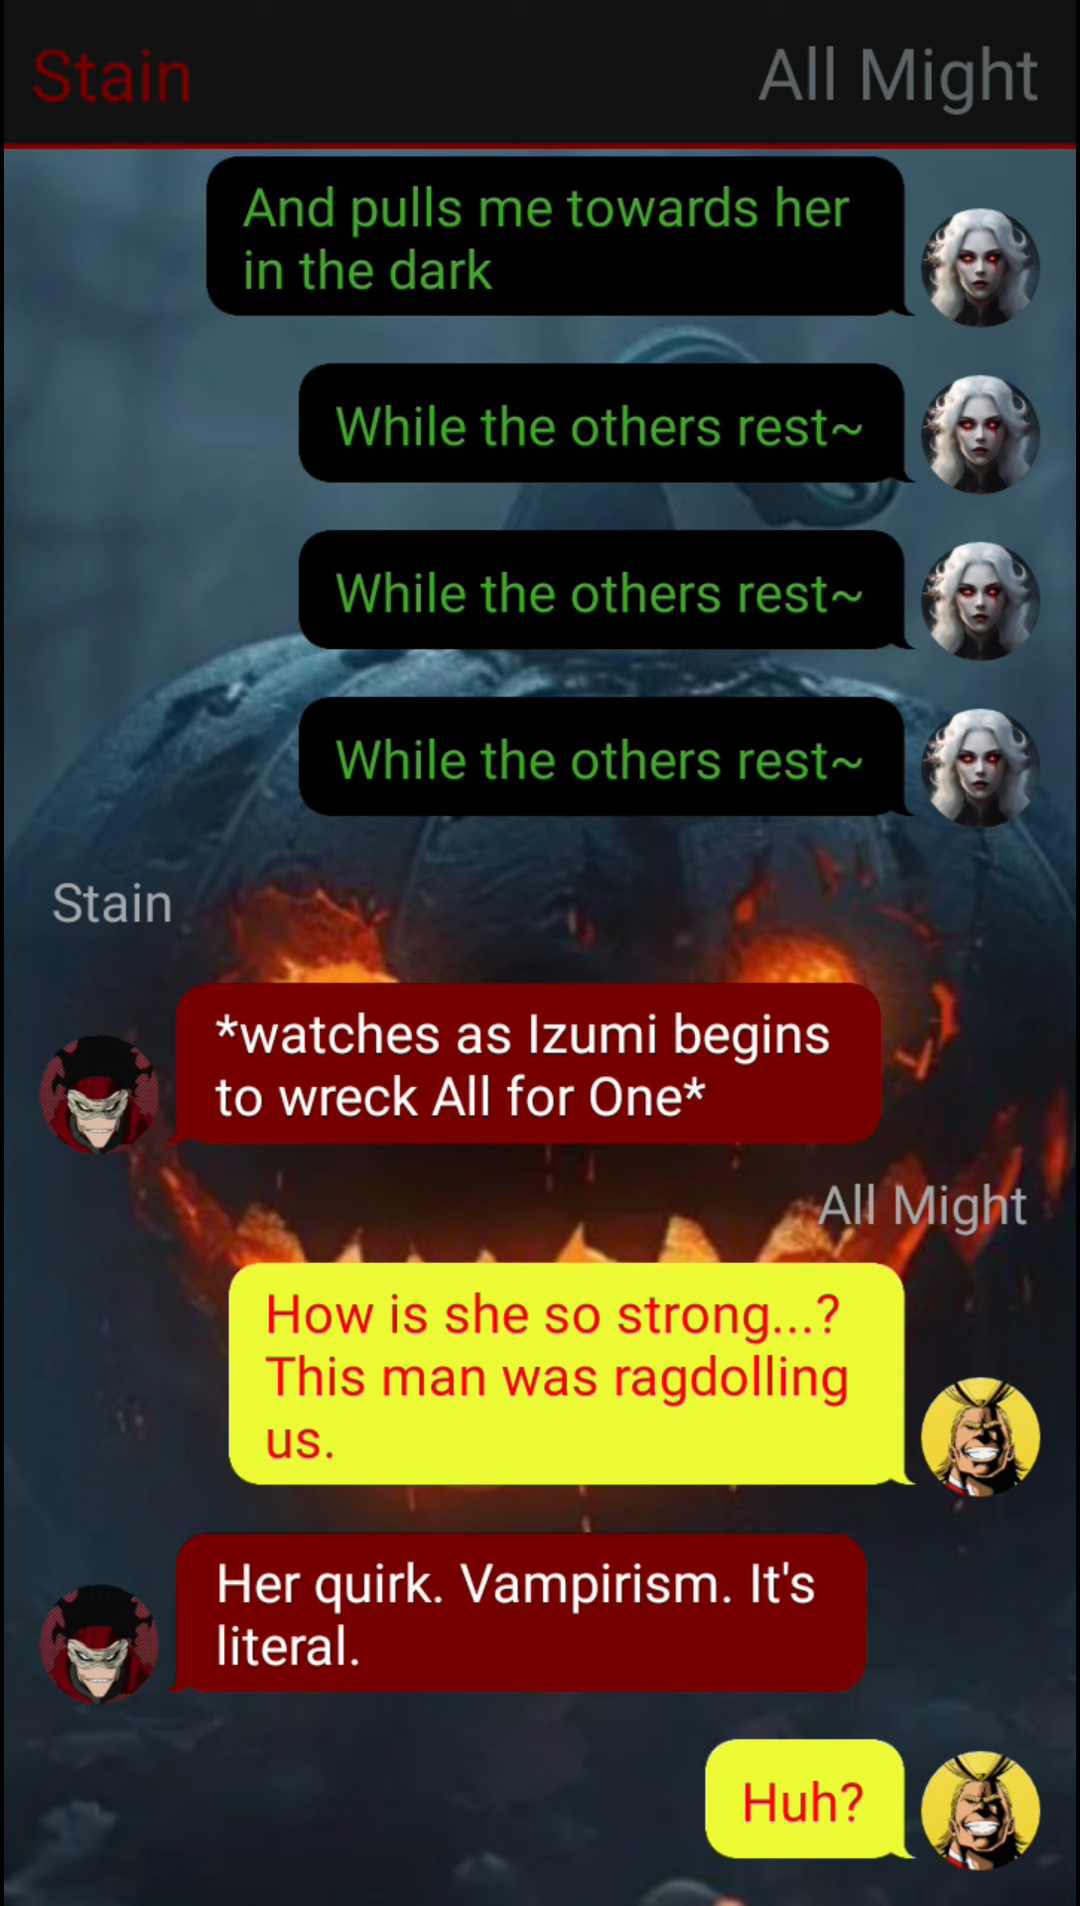 Stain
All Might
And pulls me towards her
in the dark
While the others rest~
While the others rest~
While the others rest~
Stain
*watches as Izumi begins
to wreck All for One*
All Might
How is she so strong...?
This man was ragdolling
us.
Her quirk. Vampirism. It's
literal.
Huh?